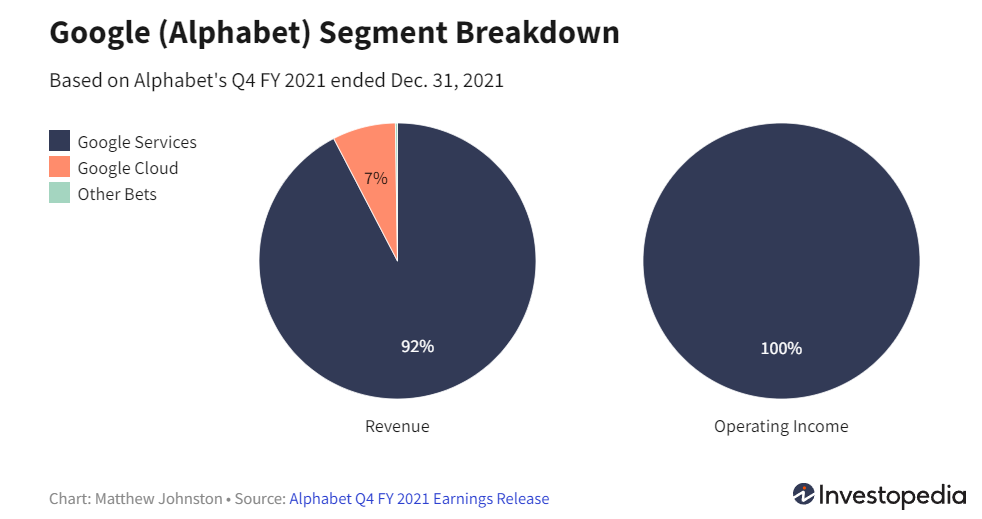 Google (Alphabet) Segment Breakdown
Based on Alphabet's Q4 FY 2021 ended Dec. 31, 2021
Google Services
Google Cloud
Other Bets
7%
92%
100%
Revenue
Operating Income
Chart: Matthew Johnston • Source: Alphabet Q4 FY 2021 Earnings Release
Investopedia